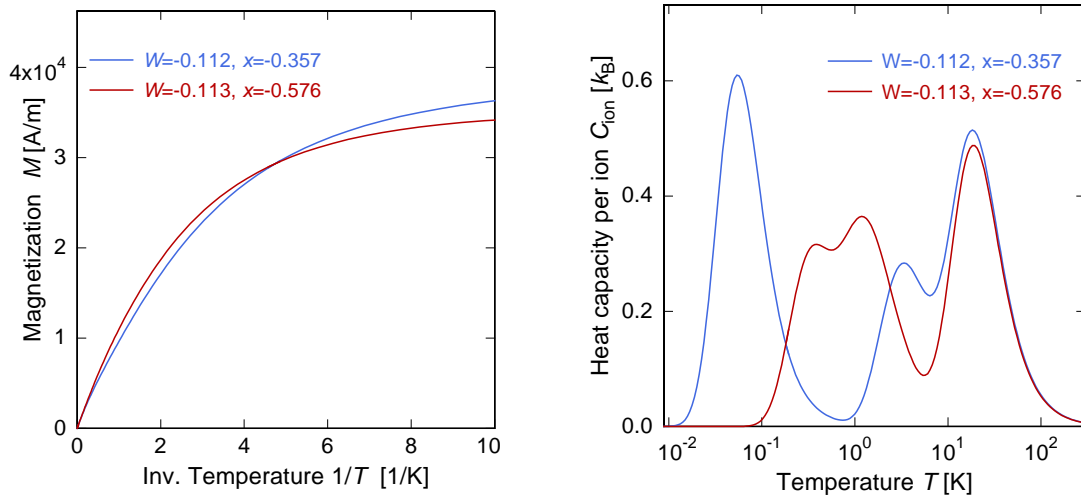 Magnetization M [A/m]
4x10⁴
3
2
1
0
W=-0.112, x=-0.357
W=-0.113, x=-0.576
0 2 4 6 8 10
Inv. Temperature 1/T [1/K]
Heat capacity per ion C_ion [k_B]
0.6
0.4
0.2
0.0
W=-0.112, x=-0.357
W=-0.113, x=-0.576
10⁻² 10⁻¹ 10⁰ 10¹ 10²
Temperature T [K]